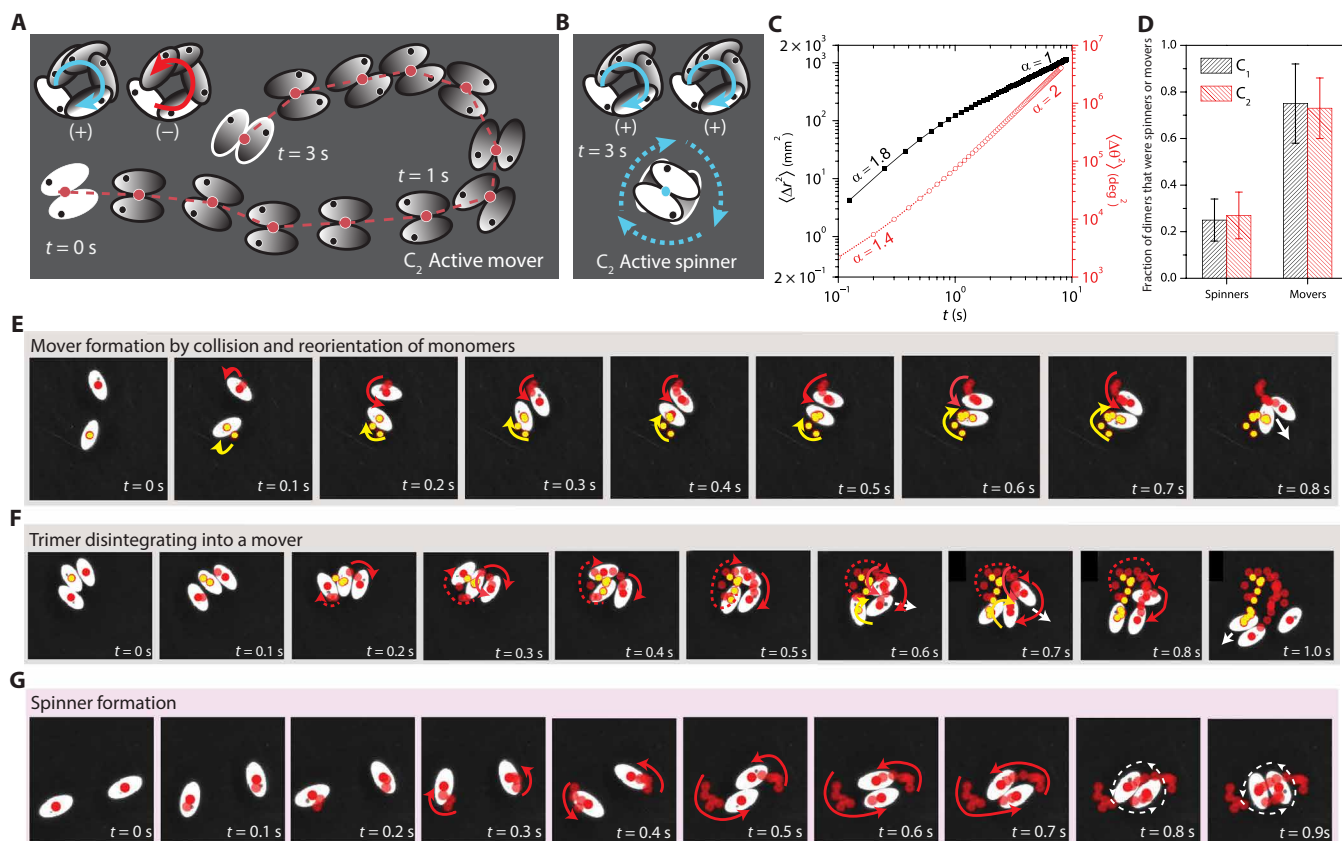 A
(+)
(−)
t = 3 s
t = 1 s
t = 0 s
C₂ Active mover
B
(+)
(+)
t = 3 s
C₂ Active spinner
C
2 × 10³
10³
10²
10¹
10⁰
2 × 10⁻¹
⟨Δr²⟩ (mm²)
α = 1.8
α = 1
α = 2
α = 1.4
10⁻¹
10⁰
10¹
t (s)
10⁷
10⁶
10⁵
10⁴
10³
⟨Δθ²⟩ (deg²)
D
Fraction of dimers that were spinners or movers
1.0
0.8
0.6
0.4
0.2
0.0
C₁
C₂
Spinners
Movers
E
Mover formation by collision and reorientation of monomers
t = 0 s
t = 0.1 s
t = 0.2 s
t = 0.3 s
t = 0.4 s
t = 0.5 s
t = 0.6 s
t = 0.7 s
t = 0.8 s
F
Trimer disintegrating into a mover
t = 0 s
t = 0.1 s
t = 0.2 s
t = 0.3 s
t = 0.4 s
t = 0.5 s
t = 0.6 s
t = 0.7 s
t = 0.8 s
t = 1.0 s
G
Spinner formation
t = 0 s
t = 0.1 s
t = 0.2 s
t = 0.3 s
t = 0.4 s
t = 0.5 s
t = 0.6 s
t = 0.7 s
t = 0.8 s
t = 0.9s